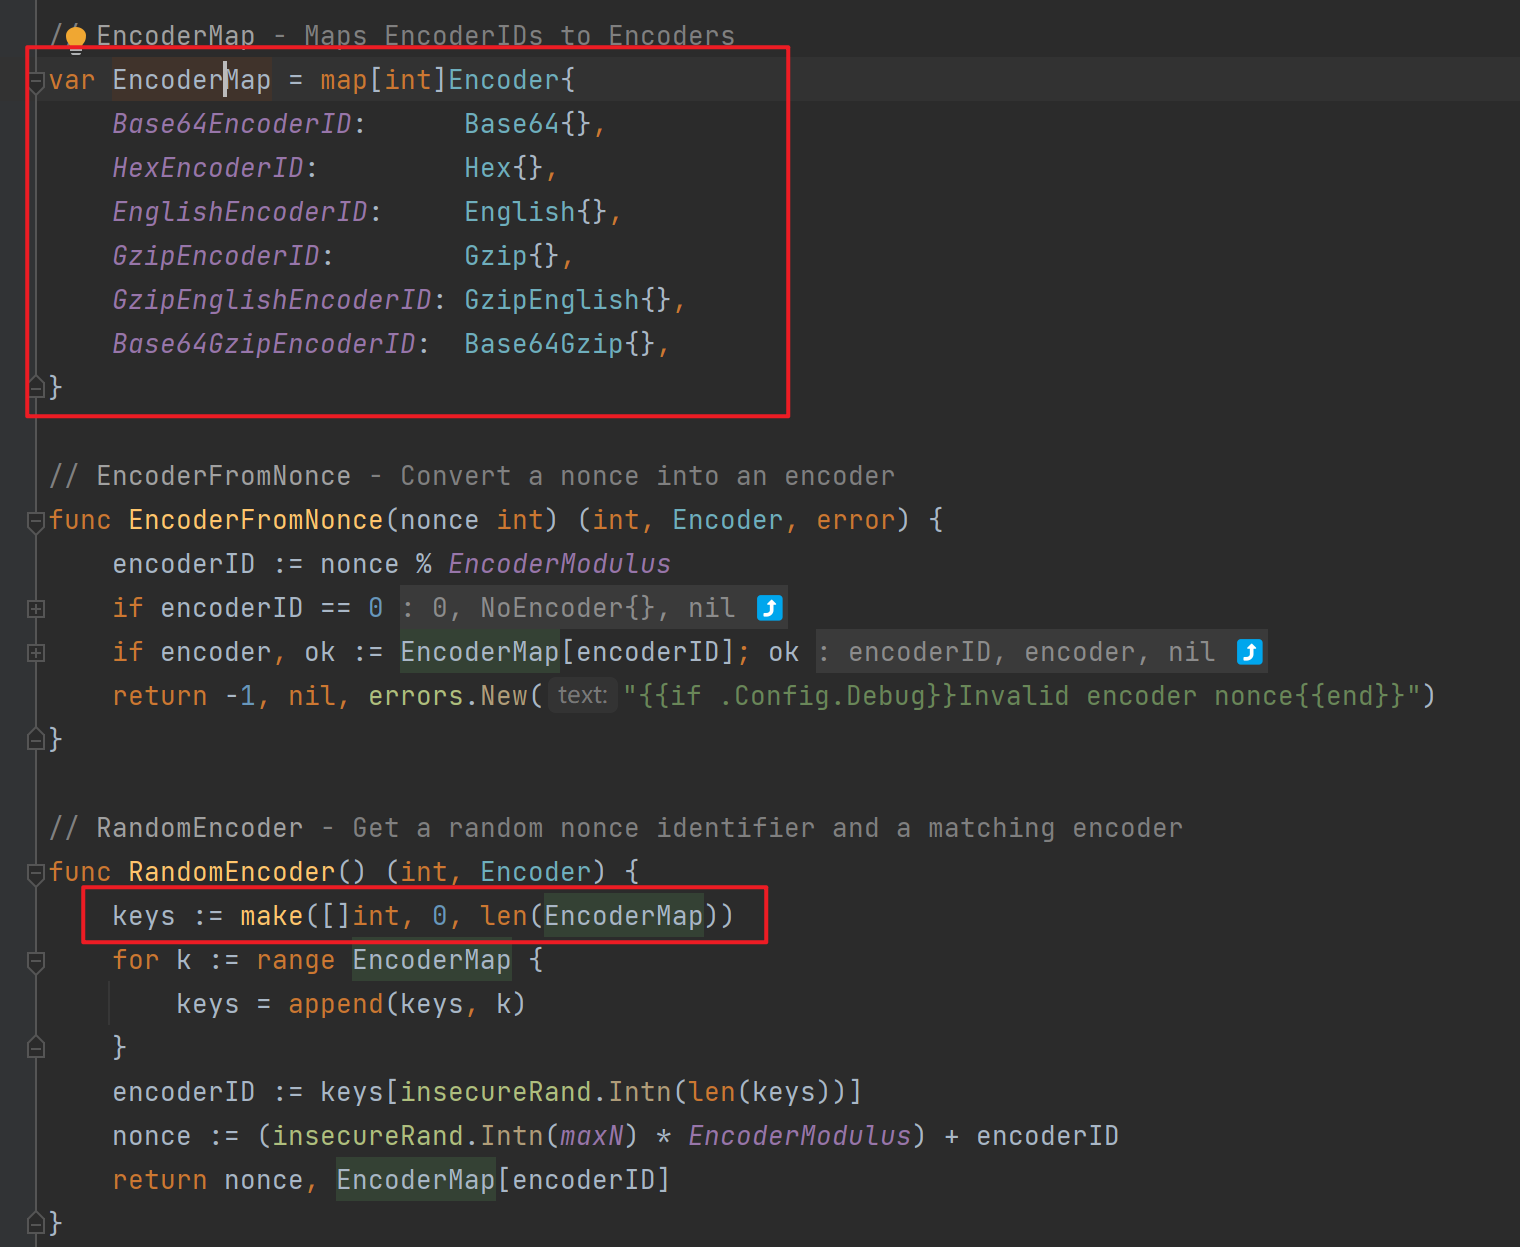 // EncoderMap - Maps EncoderIDs to Encoders
var EncoderMap = map[int]Encoder{
    Base64EncoderID:      Base64{},
    HexEncoderID:         Hex{},
    EnglishEncoderID:     English{},
    GzipEncoderID:        Gzip{},
    GzipEnglishEncoderID: GzipEnglish{},
    Base64GzipEncoderID:  Base64Gzip{},
}
// EncoderFromNonce - Convert a nonce into an encoder
func EncoderFromNonce(nonce int) (int, Encoder, error) {
    encoderID := nonce % EncoderModulus
    if encoderID == 0 : 0, NoEncoder{}, nil
    if encoder, ok := EncoderMap[encoderID]; ok : encoderID, encoder, nil
    return -1, nil, errors.New( text: "{{if .Config.Debug}}Invalid encoder nonce{{end}}")
}
// RandomEncoder - Get a random nonce identifier and a matching encoder
func RandomEncoder() (int, Encoder) {
    keys := make([]int, 0, len(EncoderMap))
    for k := range EncoderMap {
        keys = append(keys, k)
    }
    encoderID := keys[insecureRand.Intn(len(keys))]
    nonce := (insecureRand.Intn(maxN) * EncoderModulus) + encoderID
    return nonce, EncoderMap[encoderID]
}